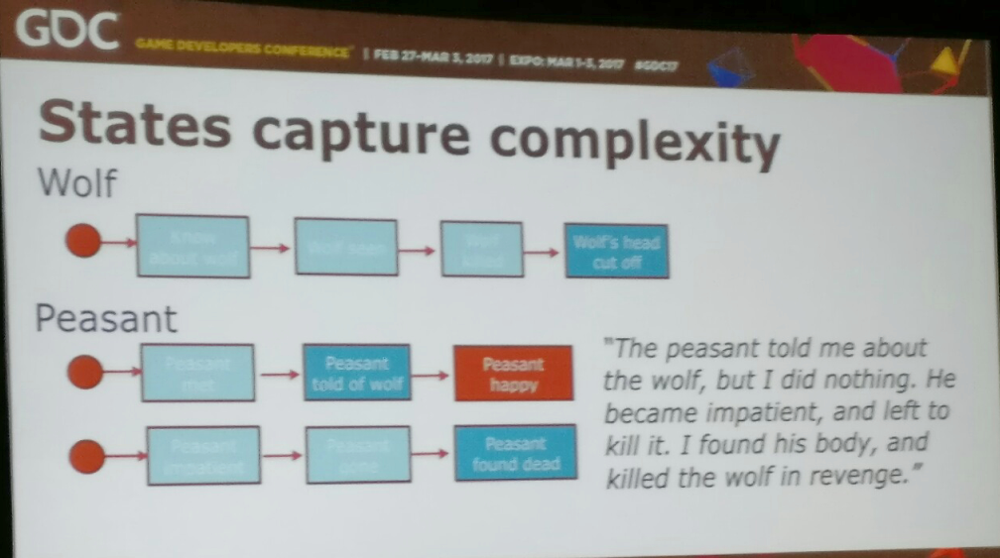 GDC
GAME DEVELOPERS CONFERENCE® | FEB 27-MAR 3, 2017 | EXPO: MAR 1-3, 2017 #GDC17
States capture complexity
Wolf
Know
about wolf
Wolf seen
Wolf
killed
Wolf's head
cut off
Peasant
Peasant
met
Peasant
told of wolf
Peasant
happy
Peasant
impatient
Peasant
gone
Peasant
found dead
"The peasant told me about
the wolf, but I did nothing. He
became impatient, and left to
kill it. I found his body, and
killed the wolf in revenge."